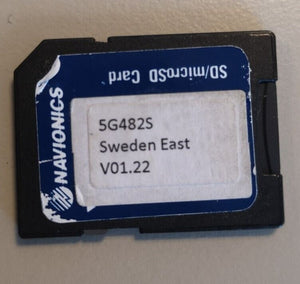 SD/microSD Card
NAVIONICS
5G482S
Sweden East
V01.22